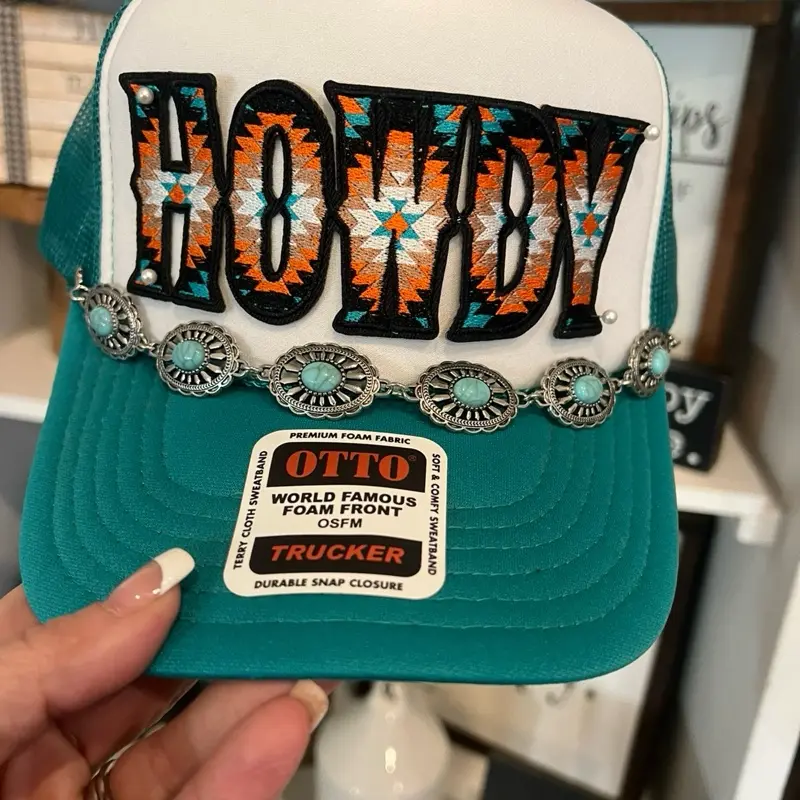 HOWDY
PREMIUM FOAM FABRIC
OTTO®
WORLD FAMOUS
FOAM FRONT
OSFM
TRUCKER
DURABLE SNAP CLOSURE
TERRY CLOTH SWEATBAND
SOFT & COMFY SWEATBAND